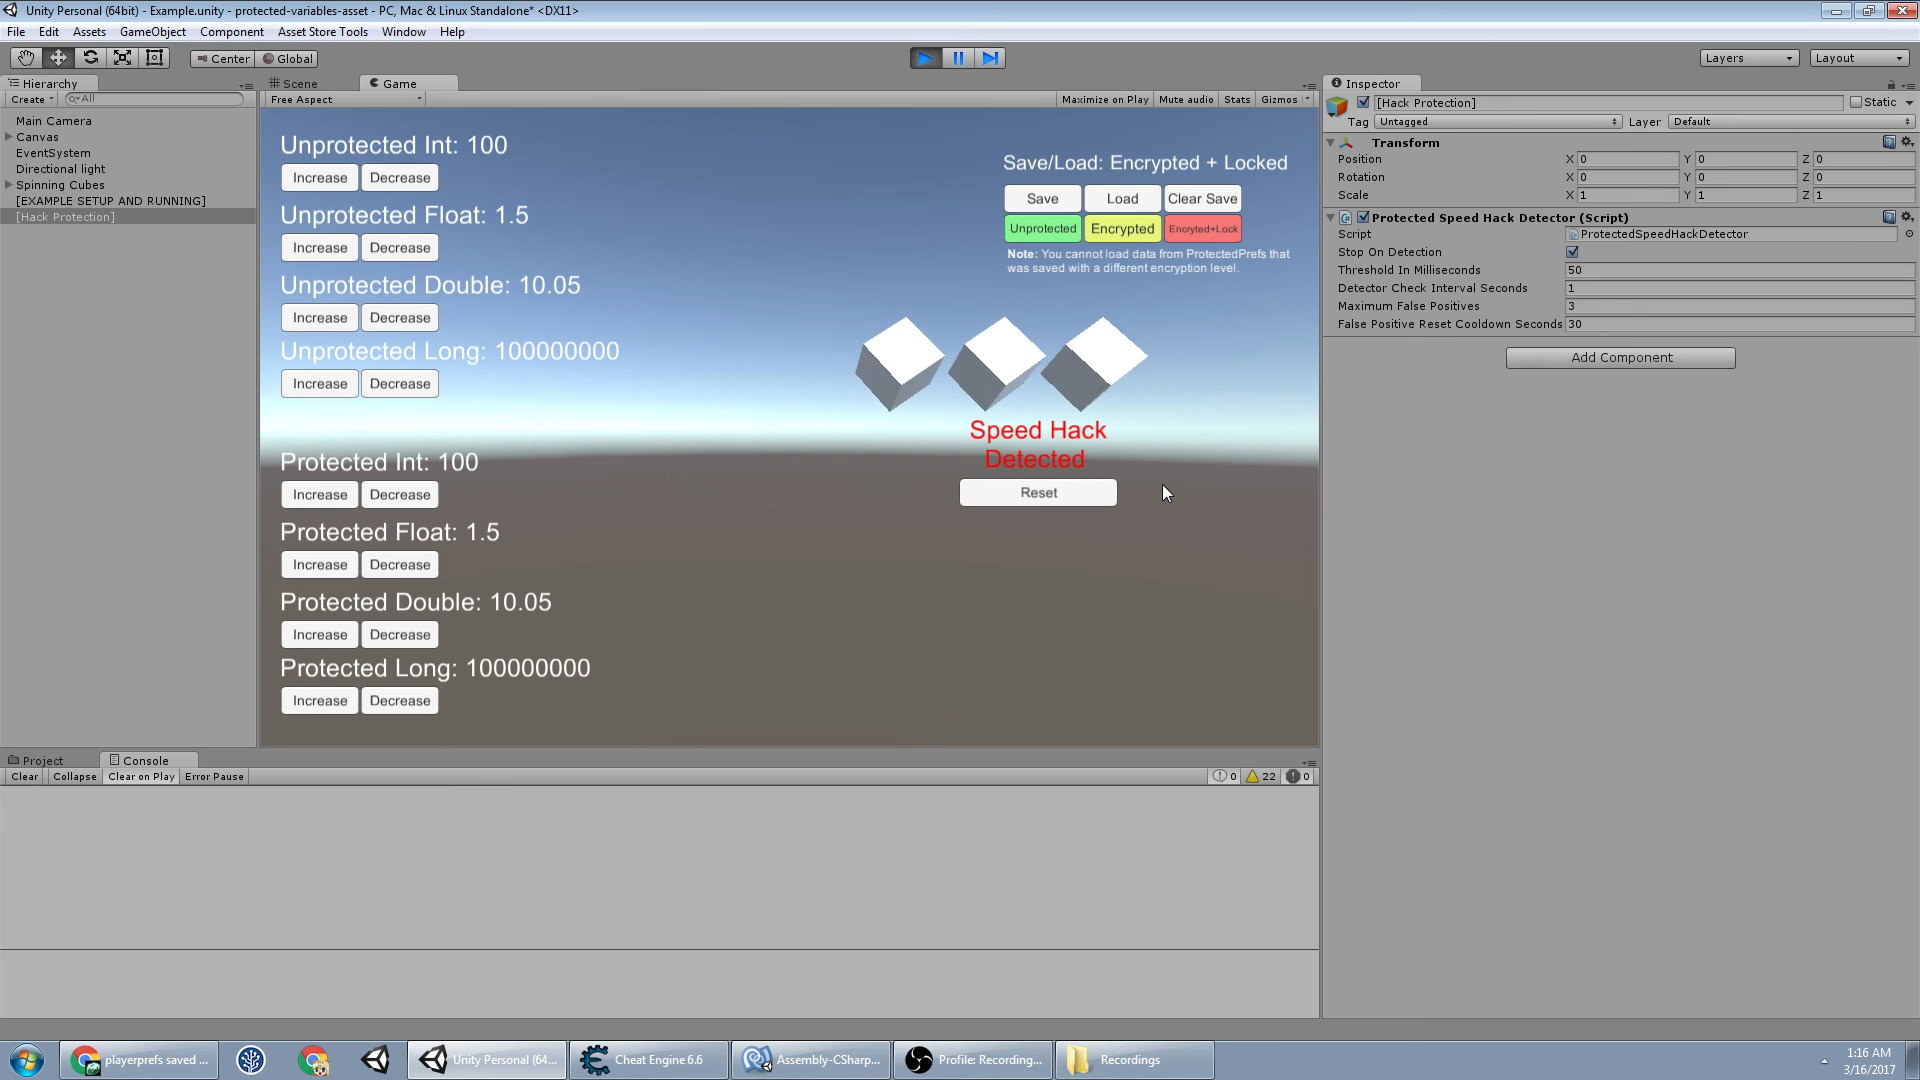 Unity Personal (64bit) - Example.unity - protected-variables-asset - PC, Mac & Linux Standalone* <DX11>
File Edit Assets GameObject Component Asset Store Tools Window Help
Center Global
Layers Layout
Hierarchy
Create All
Main Camera
Canvas
EventSystem
Directional light
Spinning Cubes
[EXAMPLE SETUP AND RUNNING]
[Hack Protection]
Scene Game
Free Aspect Maximize on Play Mute audio Stats Gizmos
Unprotected Int: 100
Increase Decrease
Unprotected Float: 1.5
Increase Decrease
Unprotected Double: 10.05
Increase Decrease
Unprotected Long: 100000000
Increase Decrease
Protected Int: 100
Increase Decrease
Protected Float: 1.5
Increase Decrease
Protected Double: 10.05
Increase Decrease
Protected Long: 100000000
Increase Decrease
Save/Load: Encrypted + Locked
Save Load Clear Save
Unprotected Encrypted Encryted+Lock
Note: You cannot load data from ProtectedPrefs that
was saved with a different encryption level.
Speed Hack
Detected
Reset
Inspector
[Hack Protection] Static
Tag Untagged Layer Default
Transform
Position X 0 Y 0 Z 0
Rotation X 0 Y 0 Z 0
Scale X 1 Y 1 Z 1
Protected Speed Hack Detector (Script)
Script ProtectedSpeedHackDetector
Stop On Detection
Threshold In Milliseconds 50
Detector Check Interval Seconds 1
Maximum False Positives 3
False Positive Reset Cooldown Seconds 30
Add Component
Project Console
Clear Collapse Clear on Play Error Pause 0 22 0
playerprefs saved ... Unity Personal (64... Cheat Engine 6.6 Assembly-CSharp... Profile: Recording... Recordings
1:16 AM
3/16/2017